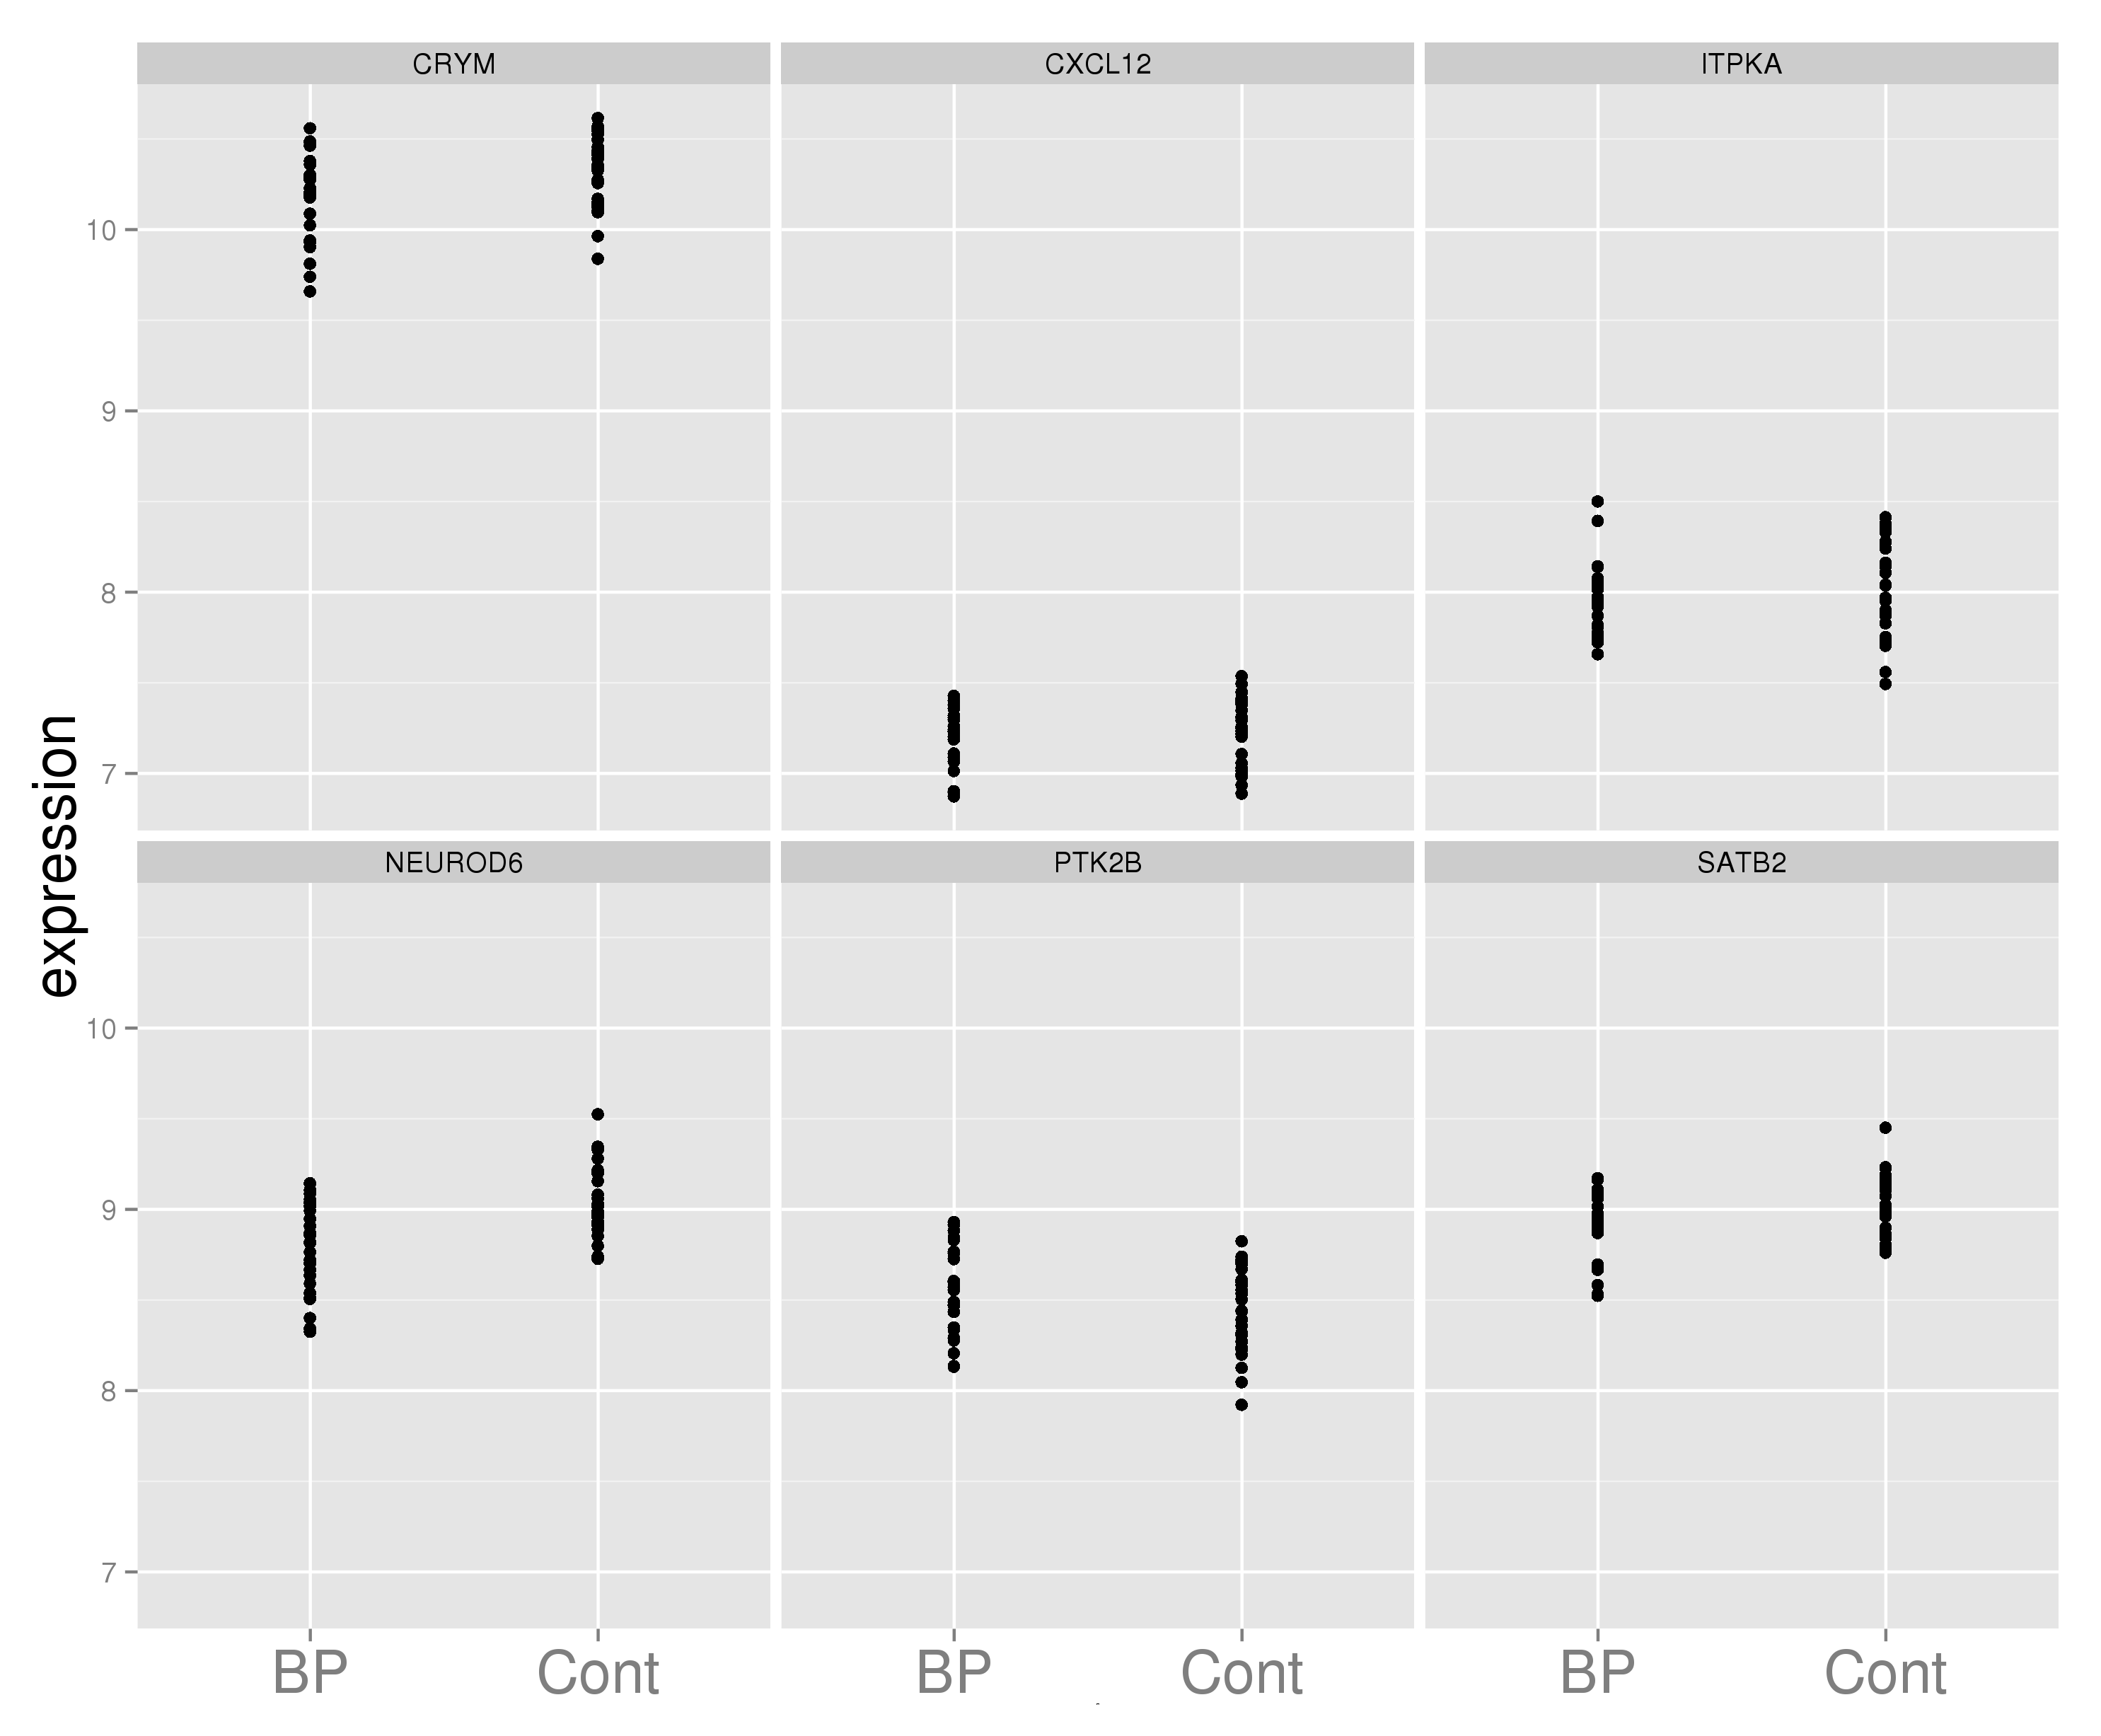 CRYM CXCL12 ITPKA
10
9
8
7
expression
NEUROD6 PTK2B SATB2
10
9
8
7
BP Cont BP Cont BP Cont